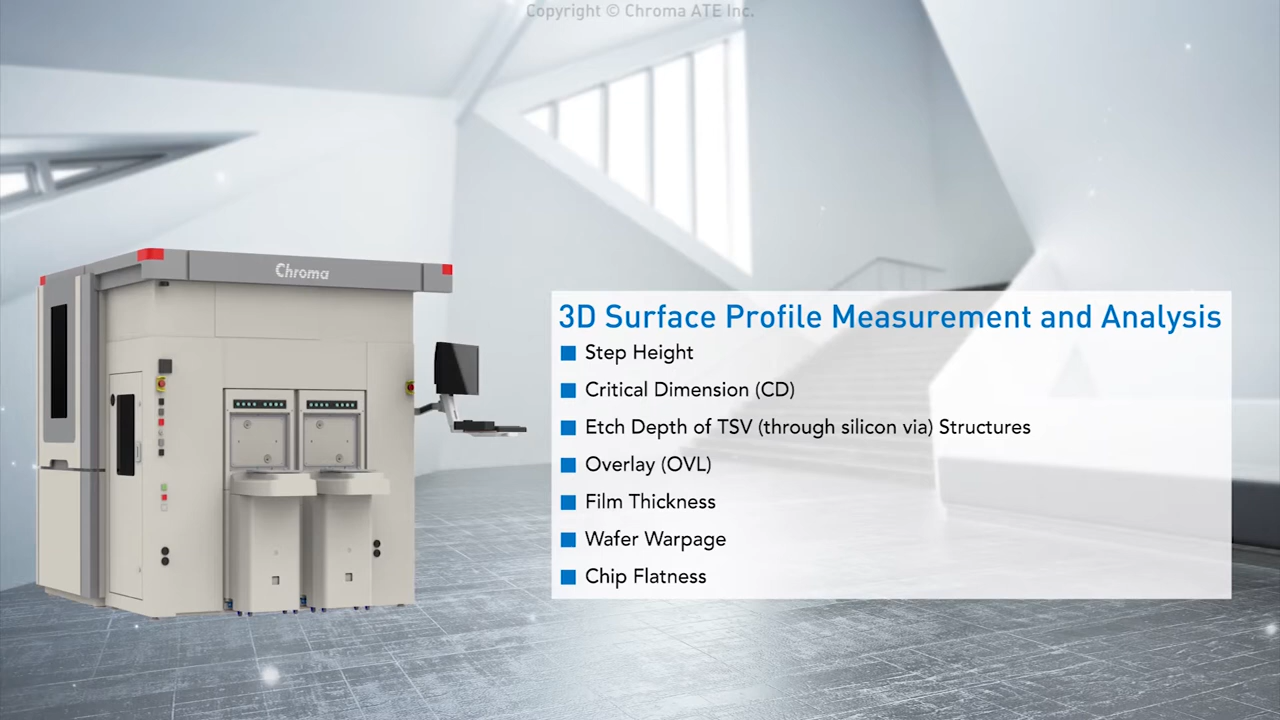 Copyright © Chroma ATE Inc.
Chroma
3D Surface Profile Measurement and Analysis
Step Height
Critical Dimension (CD)
Etch Depth of TSV (through silicon via) Structures
Overlay (OVL)
Film Thickness
Wafer Warpage
Chip Flatness